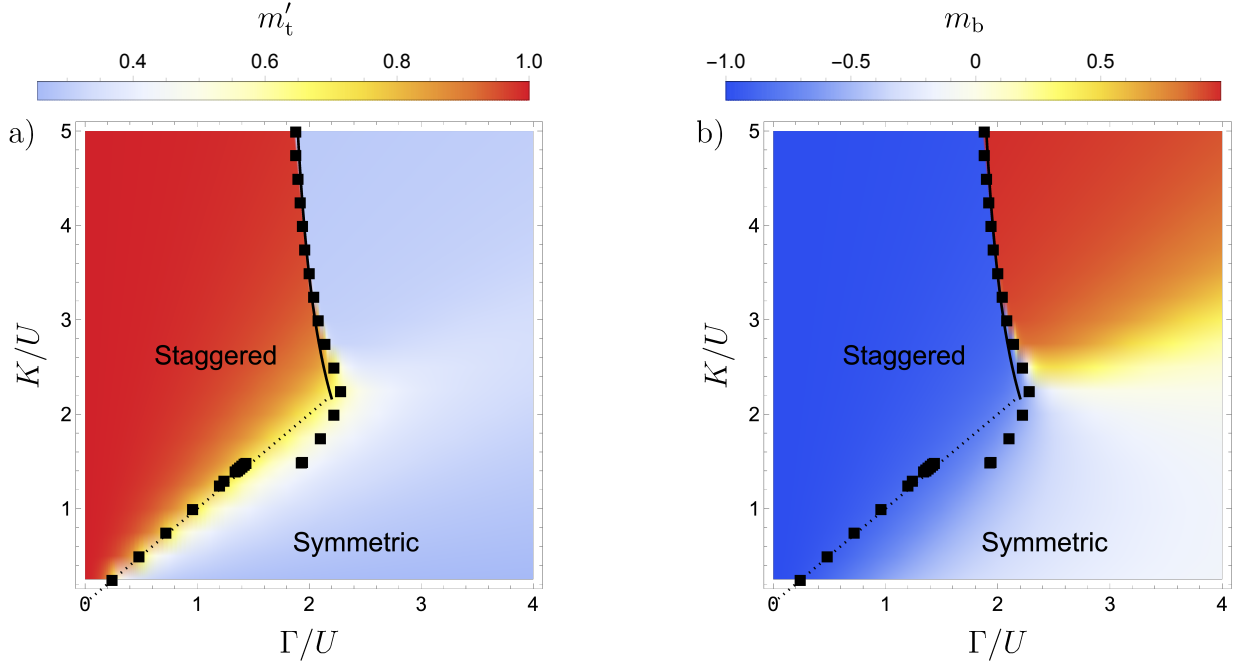 m′t
mb
0.4 0.6 0.8 1.0
−1.0 −0.5 0 0.5
a)
b)
5
4
3
2
1
0 1 2 3 4
K/U
Γ/U
Staggered
Symmetric
5
4
3
2
1
0 1 2 3 4
K/U
Γ/U
Staggered
Symmetric